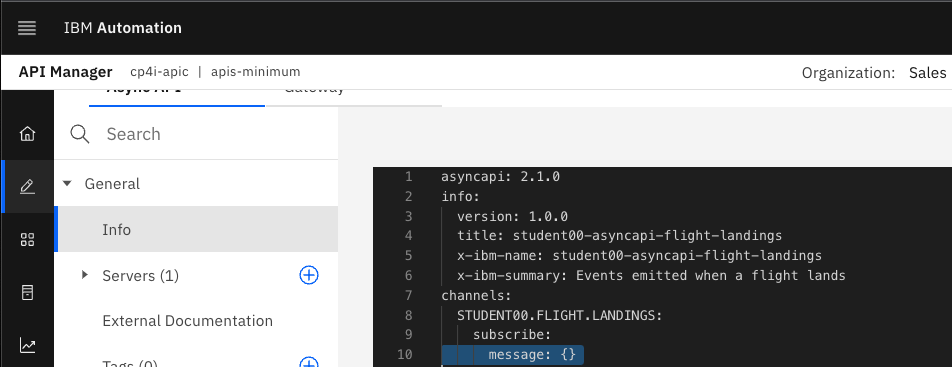 IBM Automation
API Manager cp4i-apic | apis-minimum Organization: Sales
Async API Gateway
Search
General
Info
Servers (1)
External Documentation
Tags (0)
1 asyncapi: 2.1.0
2 info:
3 version: 1.0.0
4 title: student00-asyncapi-flight-landings
5 x-ibm-name: student00-asyncapi-flight-landings
6 x-ibm-summary: Events emitted when a flight lands
7 channels:
8 STUDENT00.FLIGHT.LANDINGS:
9 subscribe:
10 message: {}